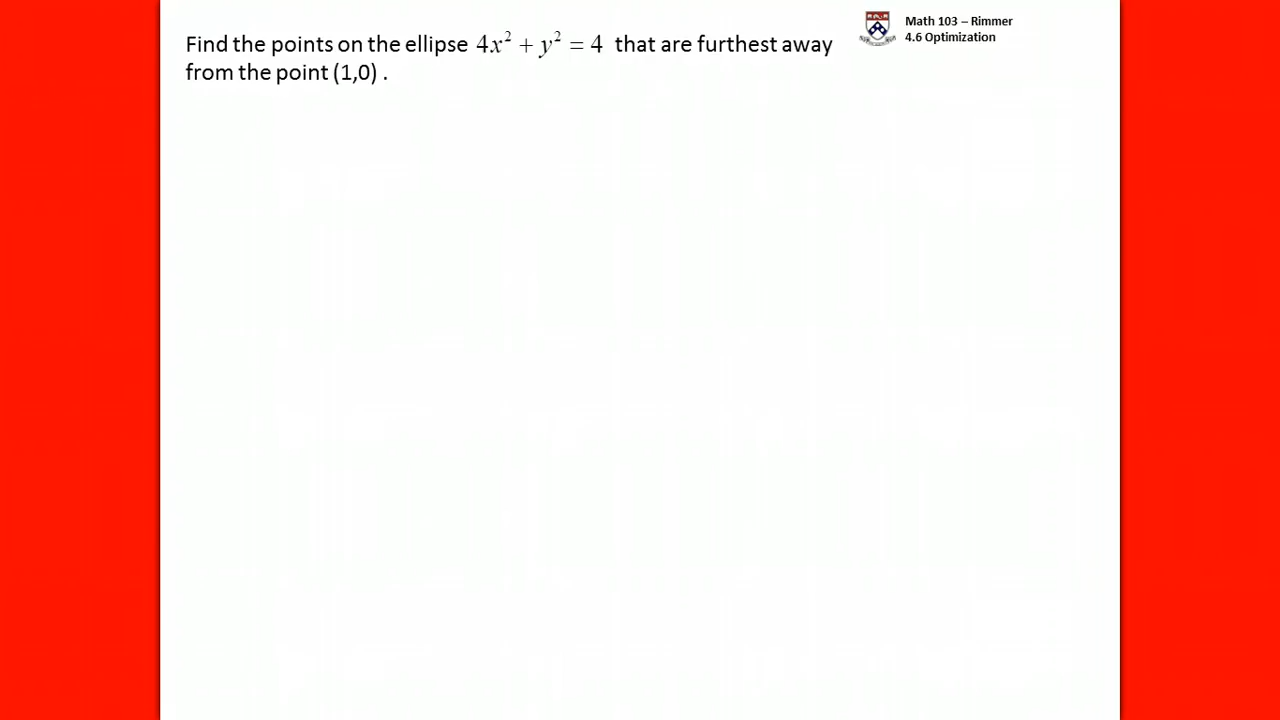 Find the points on the ellipse 4x² + y² = 4 that are furthest away
from the point (1,0) .
Math 103 – Rimmer
4.6 Optimization